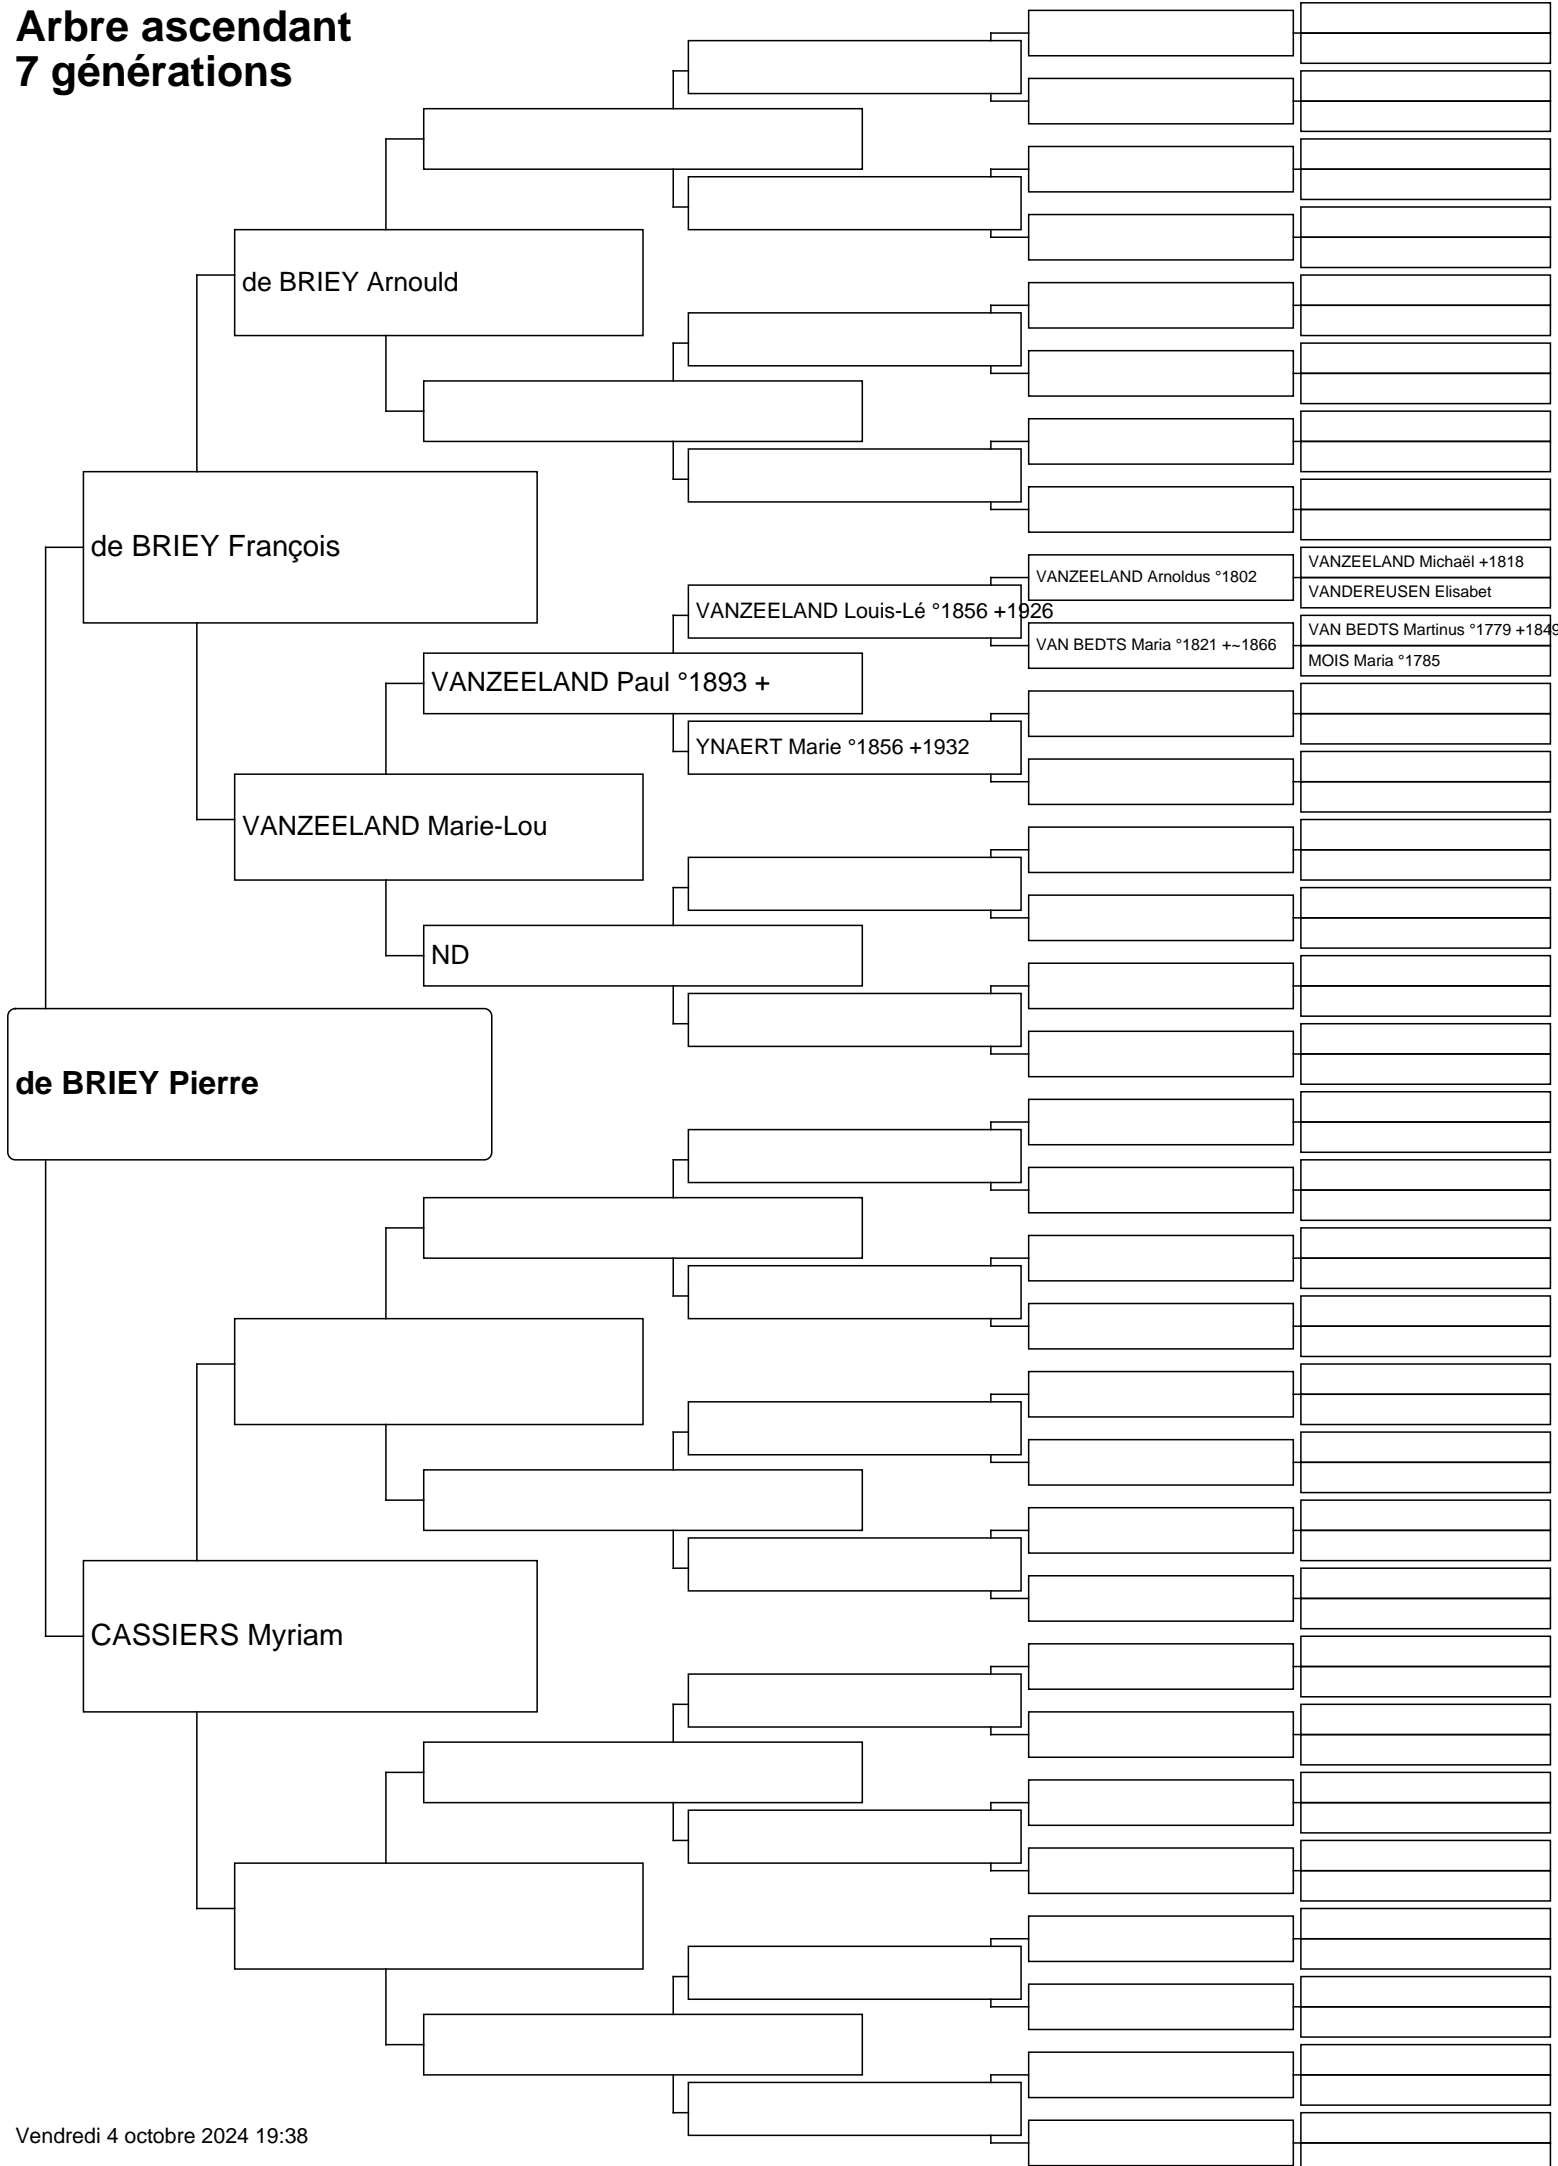 Arbre ascendant
7 générations
de BRIEY Arnould
de BRIEY François
VANZEELAND Michaël +1818
VANZEELAND Arnoldus °1802
VANDEREUSEN Elisabet
VANZEELAND Louis-Lé °1856 +1926
VAN BEDTS Martinus °1779 +1849
VAN BEDTS Maria °1821 +~1866
MOIS Maria °1785
VANZEELAND Paul °1893 +
YNAERT Marie °1856 +1932
VANZEELAND Marie-Lou
ND
de BRIEY Pierre
CASSIERS Myriam
Vendredi 4 octobre 2024 19:38